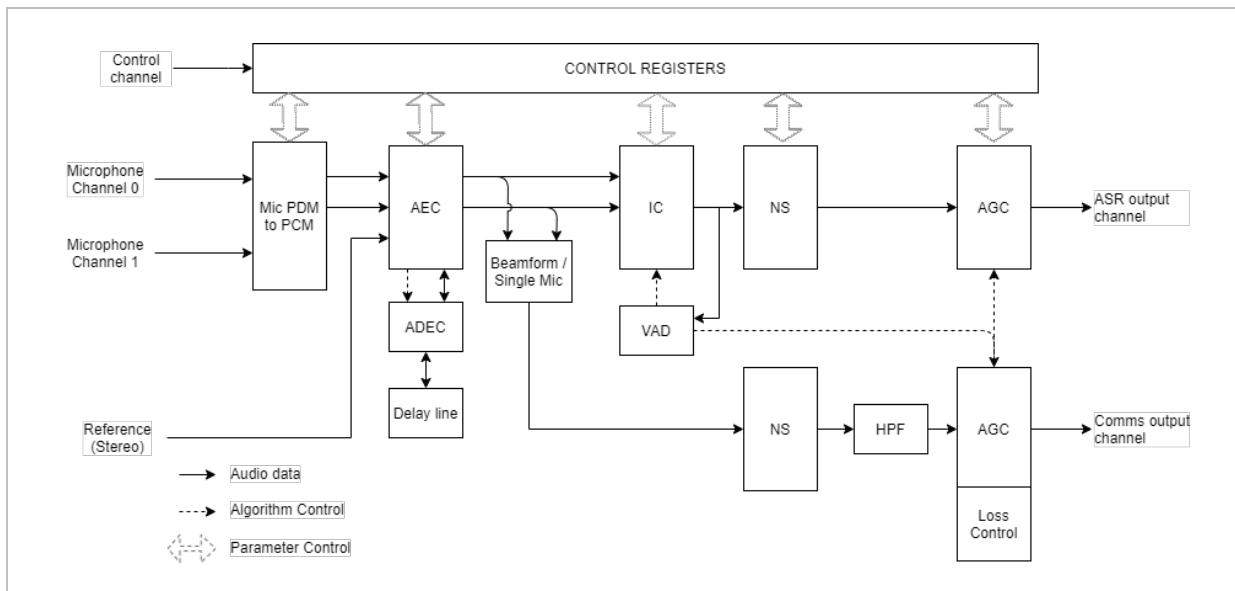 Control
channel
CONTROL REGISTERS
Microphone
Channel 0
Microphone
Channel 1
Mic PDM
to PCM
AEC
IC
NS
AGC
ASR output
channel
Beamform /
Single Mic
ADEC
VAD
Delay line
Reference
(Stereo)
NS
HPF
AGC
Comms output
channel
Loss
Control
Audio data
Algorithm Control
Parameter Control